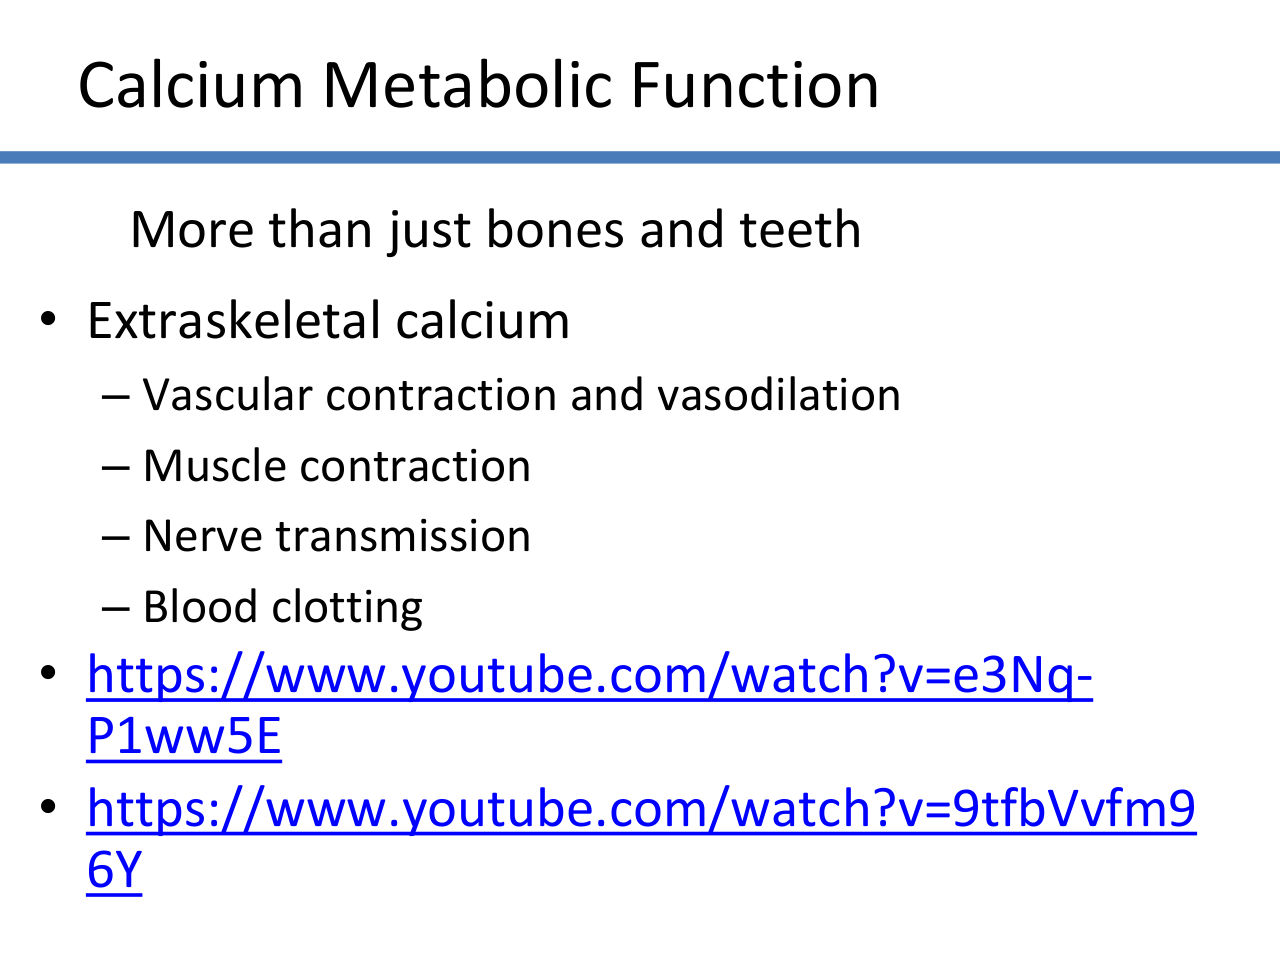 Calcium Metabolic Function
More than just bones and teeth
• Extraskeletal calcium
– Vascular contraction and vasodilation
– Muscle contraction
– Nerve transmission
– Blood clotting
• https://www.youtube.com/watch?v=e3Nq-
P1ww5E
• https://www.youtube.com/watch?v=9tfbVvfm9
6Y